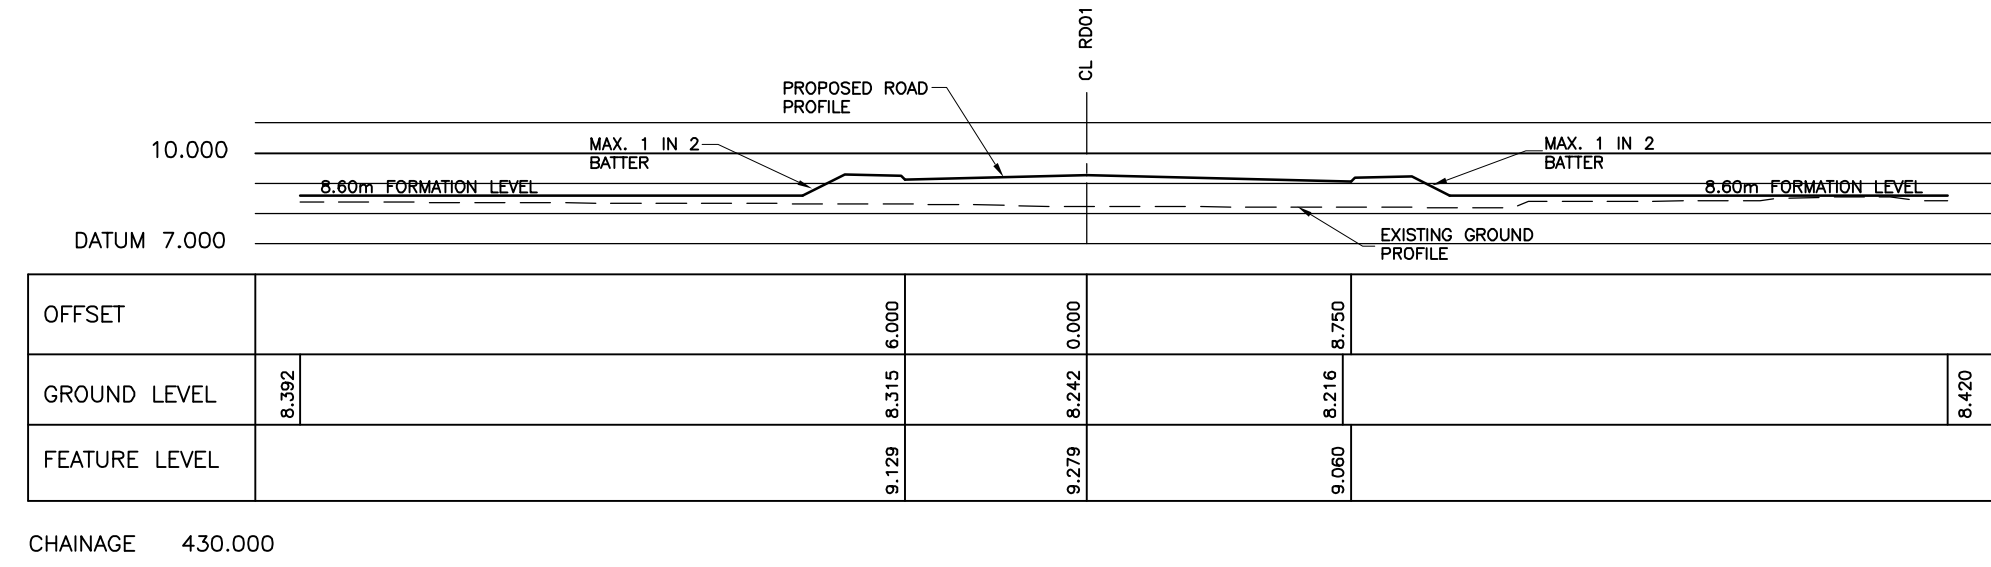 CL RD01
PROPOSED ROAD
PROFILE
10.000
MAX. 1 IN 2
BATTER
MAX. 1 IN 2
BATTER
8.60m FORMATION LEVEL
8.60m FORMATION LEVEL
DATUM 7.000
EXISTING GROUND
PROFILE
OFFSET 6.000 0.000 8.750
GROUND LEVEL 8.392 8.315 8.242 8.216 8.420
FEATURE LEVEL 9.129 9.279 9.060
CHAINAGE 430.000